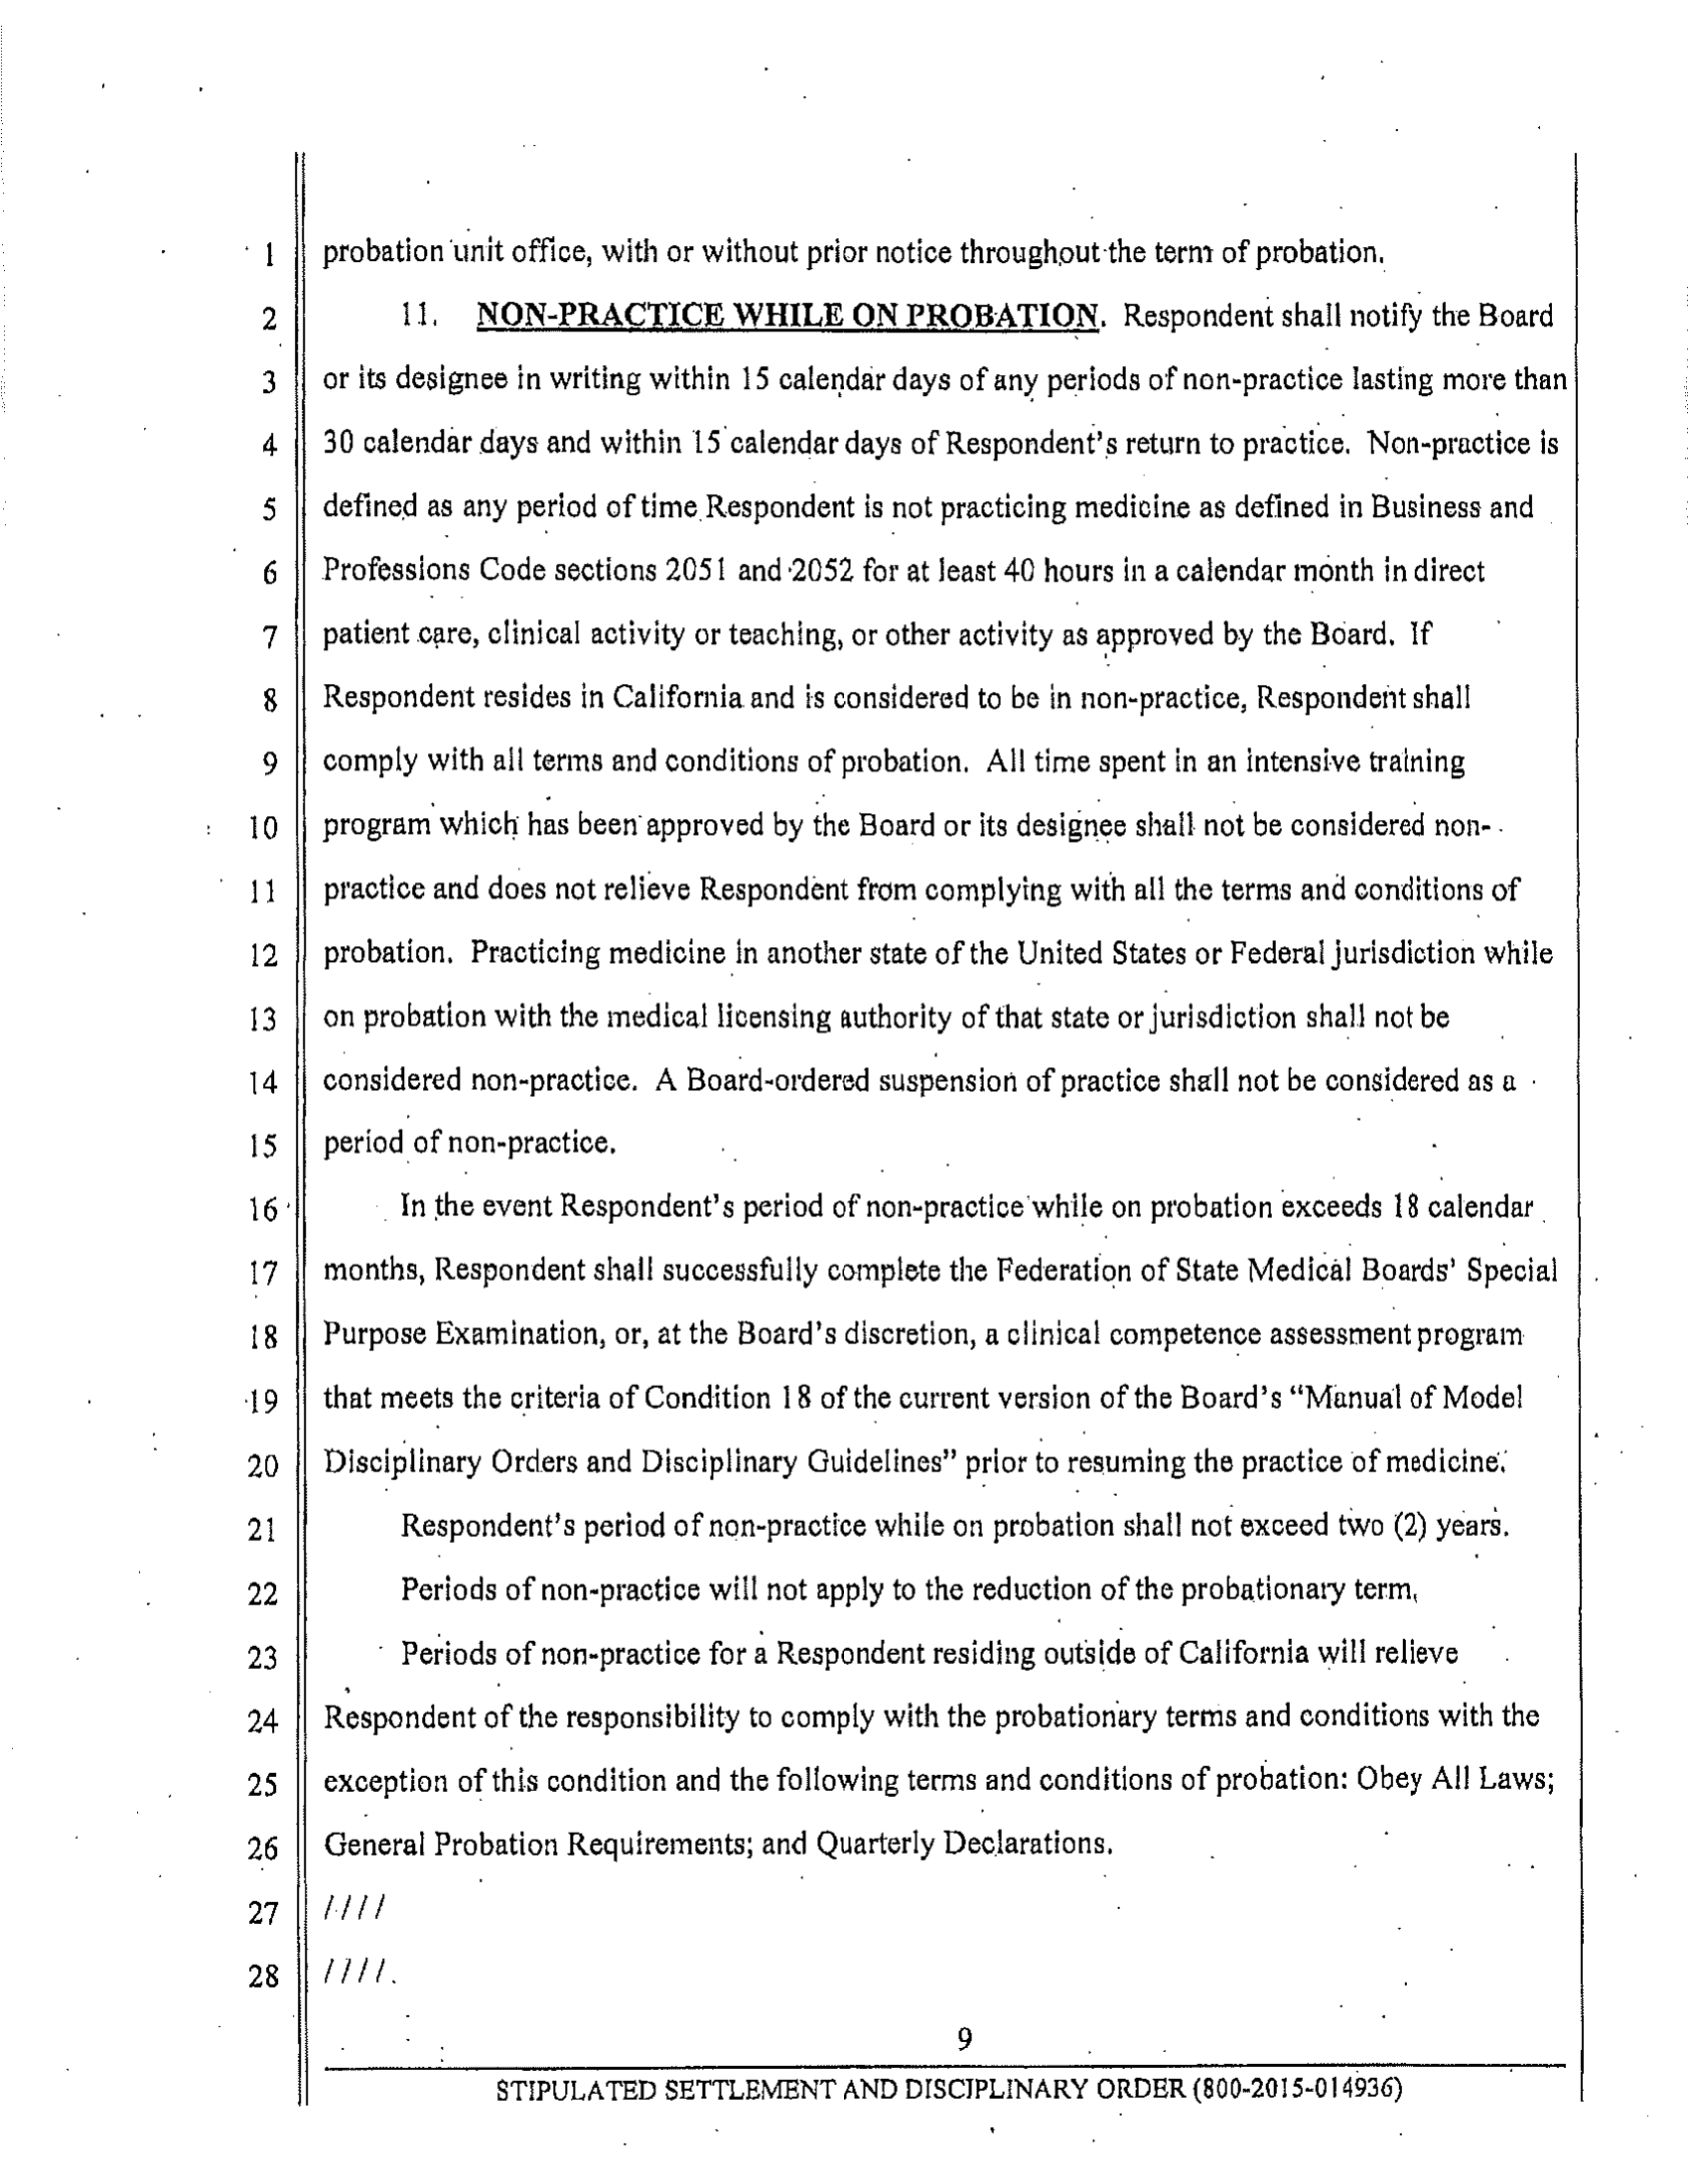 1 probation unit office, with or without prior notice throughout the term of probation.
2 11. NON-PRACTICE WHILE ON PROBATION. Respondent shall notify the Board
3 or its designee in writing within 15 calendar days of any periods of non-practice lasting more than
4 30 calendar days and within 15 calendar days of Respondent's return to practice. Non-practice is
5 defined as any period of time Respondent is not practicing medicine as defined in Business and
6 Professions Code sections 2051 and 2052 for at least 40 hours in a calendar month in direct
7 patient care, clinical activity or teaching, or other activity as approved by the Board. If
8 Respondent resides in California and is considered to be in non-practice, Respondent shall
9 comply with all terms and conditions of probation. All time spent in an intensive training
10 program which has been approved by the Board or its designee shall not be considered non-
11 practice and does not relieve Respondent from complying with all the terms and conditions of
12 probation. Practicing medicine in another state of the United States or Federal jurisdiction while
13 on probation with the medical licensing authority of that state or jurisdiction shall not be
14 considered non-practice. A Board-ordered suspension of practice shall not be considered as a
15 period of non-practice.
16 In the event Respondent's period of non-practice while on probation exceeds 18 calendar
17 months, Respondent shall successfully complete the Federation of State Medical Boards' Special
18 Purpose Examination, or, at the Board's discretion, a clinical competence assessment program
19 that meets the criteria of Condition 18 of the current version of the Board's “Manual of Model
20 Disciplinary Orders and Disciplinary Guidelines” prior to resuming the practice of medicine.
21 Respondent's period of non-practice while on probation shall not exceed two (2) years.
22 Periods of non-practice will not apply to the reduction of the probationary term.
23 Periods of non-practice for a Respondent residing outside of California will relieve
24 Respondent of the responsibility to comply with the probationary terms and conditions with the
25 exception of this condition and the following terms and conditions of probation: Obey All Laws;
26 General Probation Requirements; and Quarterly Declarations.
27 ////
28 ////
9
STIPULATED SETTLEMENT AND DISCIPLINARY ORDER (800-2015-014936)